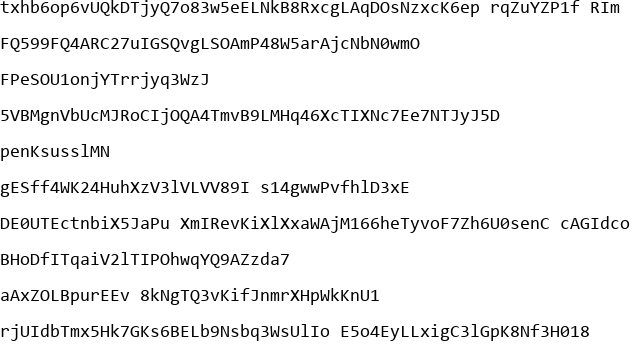 txhb6op6vUQkDTjyQ7o83w5eELNkB8RxcgLAqDOsNzxcK6ep rqZuYZP1f RIm
FQ599FQ4ARC27uIGSQvgLSOAmP48W5arAjcNbN0wmO
FPeSOU1onjYTrrjyq3WzJ
5VBMgnVbUcMJRoCIjOQA4TmvB9LMHq46XcTIXNc7Ee7NTJyJ5D
penKsusslMN
gESff4WK24HuhXzV3lVLVV89I s14gwwPvfhlD3xE
DE0UTEctnbiX5JaPu XmIRevKiXlXxaWAjM166heTyvoF7Zh6U0senC cAGIdco
BHoDfITqaiV2lTIPOhwqYQ9AZzda7
aAxZOLBpurEEv 8kNgTQ3vKifJnmrXHpWkKnU1
rjUIdbTmx5Hk7GKs6BELb9Nsbq3WsUlIo E5o4EyLLxigC3lGpK8Nf3H018